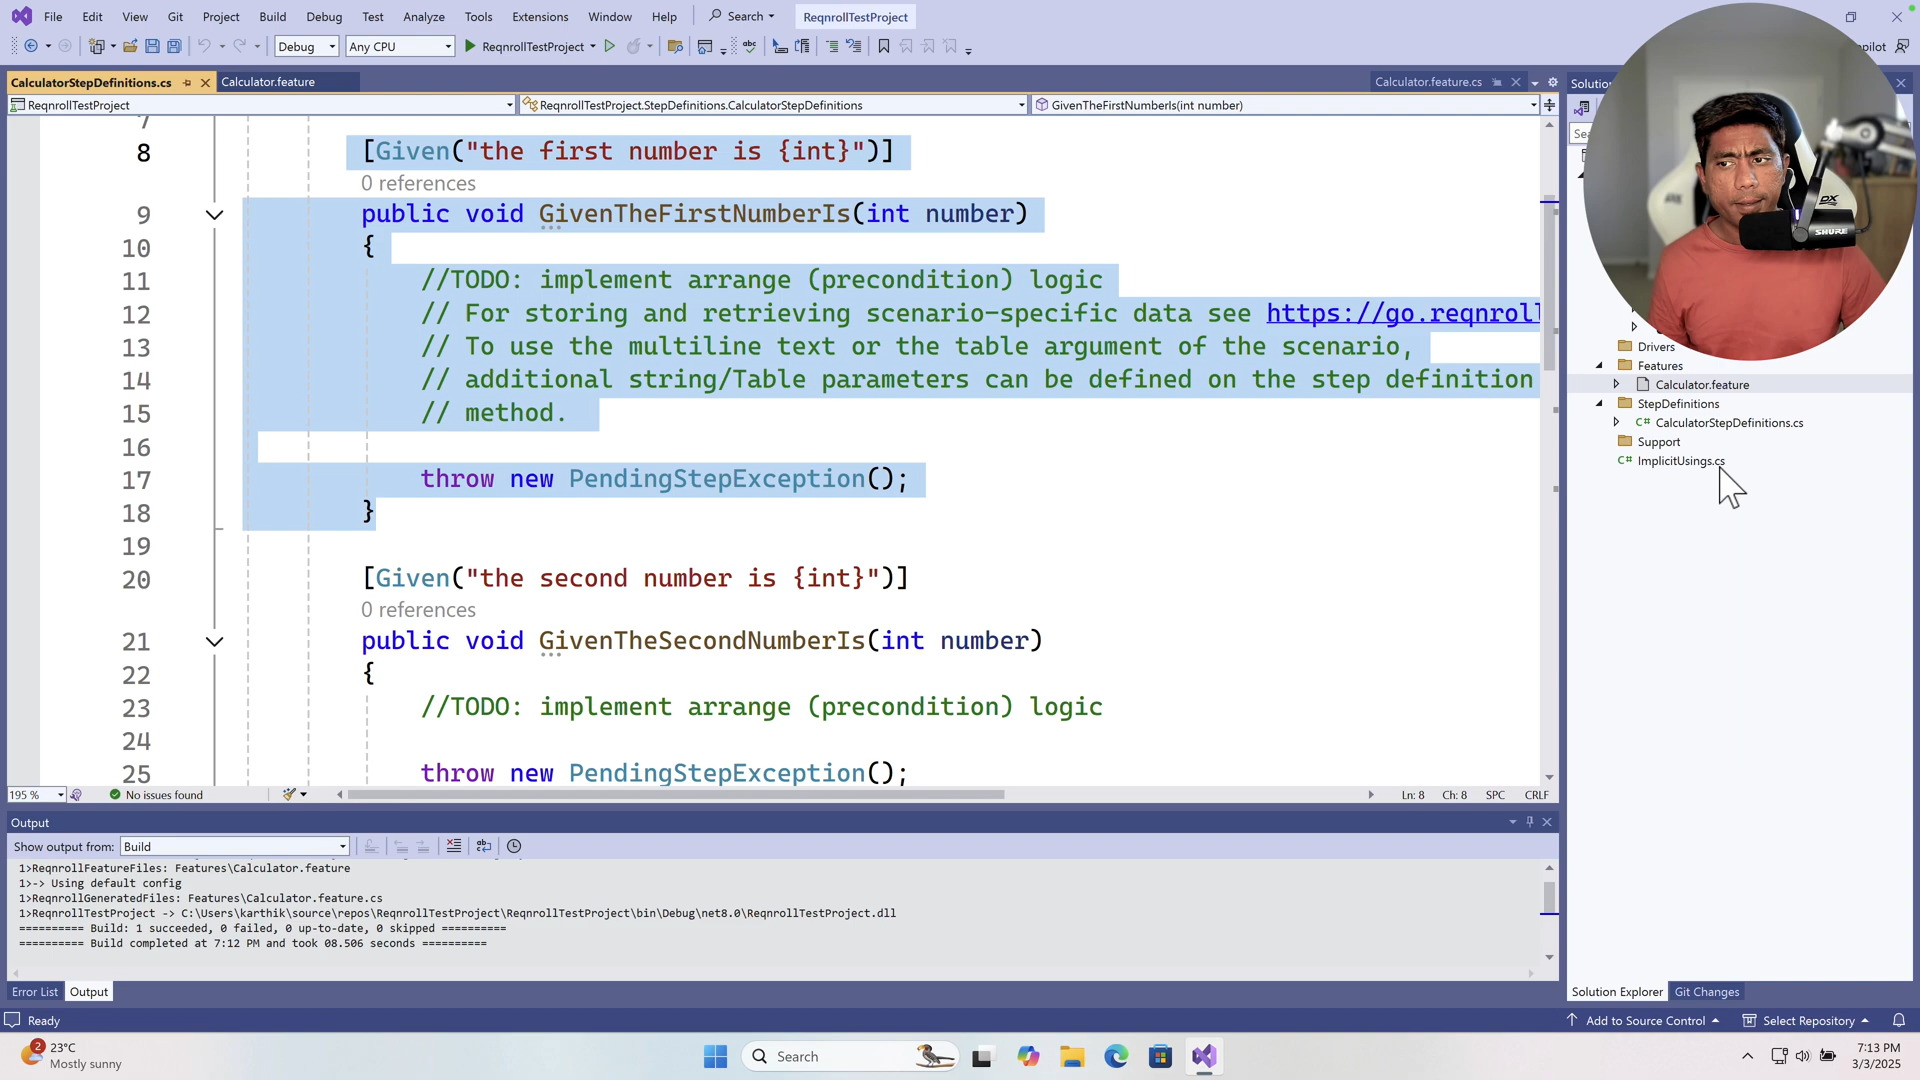 File Edit View Git Project Build Debug Test Analyze Tools Extensions Window Help Search ReqnrollTestProject
Debug Any CPU ReqnrollTestProject
CalculatorStepDefinitions.cs Calculator.feature Calculator.feature.cs
ReqnrollTestProject ReqnrollTestProject.StepDefinitions.CalculatorStepDefinitions GivenTheFirstNumberIs(int number)
7
8 [Given("the first number is {int}")]
0 references
9 public void GivenTheFirstNumberIs(int number)
10 {
11 //TODO: implement arrange (precondition) logic
12 // For storing and retrieving scenario-specific data see https://go.reqnroll
13 // To use the multiline text or the table argument of the scenario,
14 // additional string/Table parameters can be defined on the step definition
15 // method.
16
17 throw new PendingStepException();
18 }
19
20 [Given("the second number is {int}")]
0 references
21 public void GivenTheSecondNumberIs(int number)
22 {
23 //TODO: implement arrange (precondition) logic
24
25 throw new PendingStepException();
195 % No issues found Ln: 8 Ch: 8 SPC CRLF
Output
Show output from: Build
1>ReqnrollFeatureFiles: Features\Calculator.feature
1>-> Using default config
1>ReqnrollGeneratedFiles: Features\Calculator.feature.cs
1>ReqnrollTestProject -> C:\Users\karthik\source\repos\ReqnrollTestProject\ReqnrollTestProject\bin\Debug\net8.0\ReqnrollTestProject.dll
========== Build: 1 succeeded, 0 failed, 0 up-to-date, 0 skipped ==========
========== Build completed at 7:12 PM and took 08.506 seconds ==========
Error List Output
Drivers
Features
Calculator.feature
StepDefinitions
C# CalculatorStepDefinitions.cs
Support
C# ImplicitUsings.cs
DX
SHURE
Solution Explorer Git Changes
Ready Add to Source Control Select Repository
2 23°C
Mostly sunny
Search
7:13 PM
3/3/2025